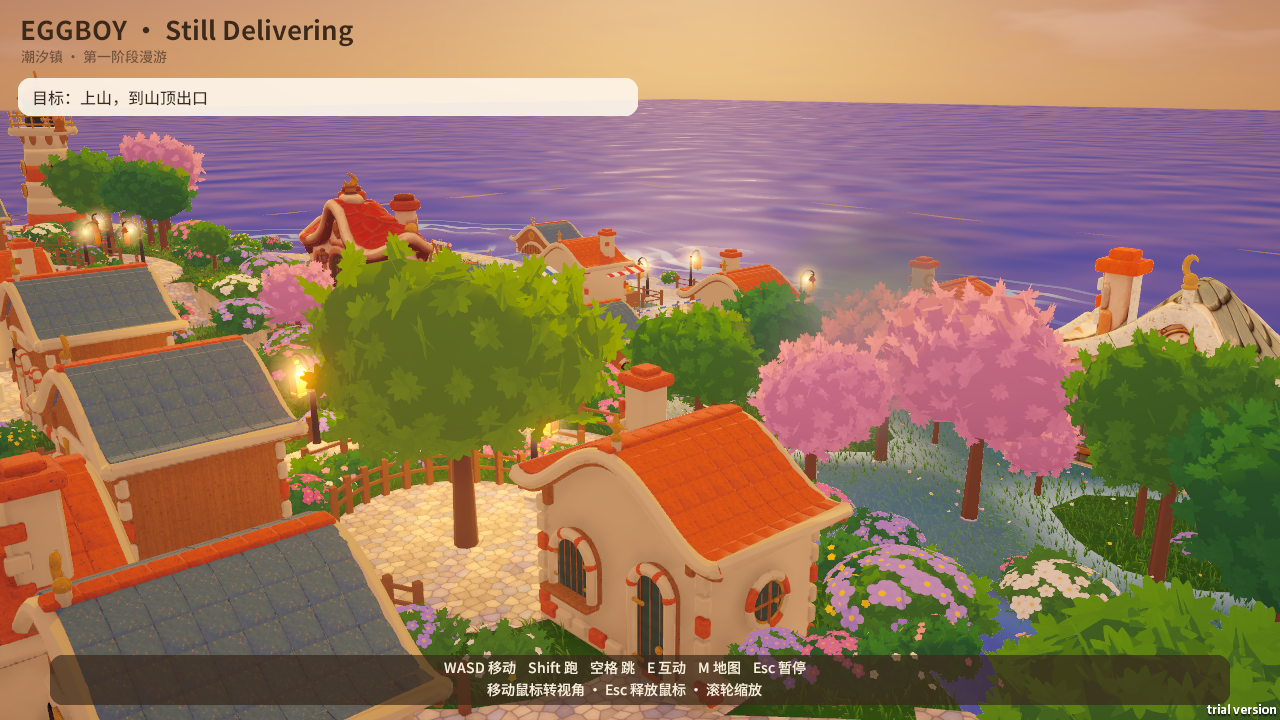 EGGBOY · Still Delivering
潮汐镇 · 第一阶段漫游
目标：上山，到山顶出口
WASD 移动 Shift 跑 空格 跳 E 互动 M 地图 Esc 暂停
移动鼠标转视角 · Esc 释放鼠标 · 滚轮缩放
trial version